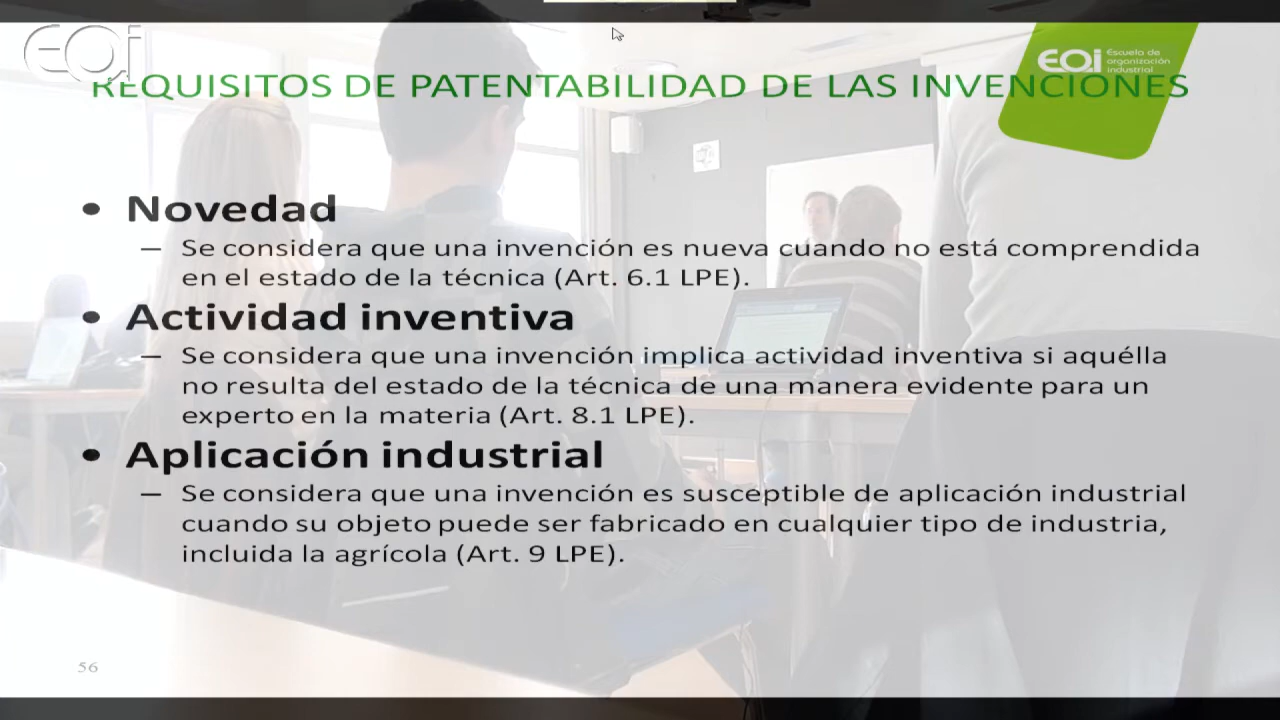 EOi
EOi Escuela de
organización
industrial
REQUISITOS DE PATENTABILIDAD DE LAS INVENCIONES
• Novedad
– Se considera que una invención es nueva cuando no está comprendida
en el estado de la técnica (Art. 6.1 LPE).
• Actividad inventiva
– Se considera que una invención implica actividad inventiva si aquélla
no resulta del estado de la técnica de una manera evidente para un
experto en la materia (Art. 8.1 LPE).
• Aplicación industrial
– Se considera que una invención es susceptible de aplicación industrial
cuando su objeto puede ser fabricado en cualquier tipo de industria,
incluida la agrícola (Art. 9 LPE).
56